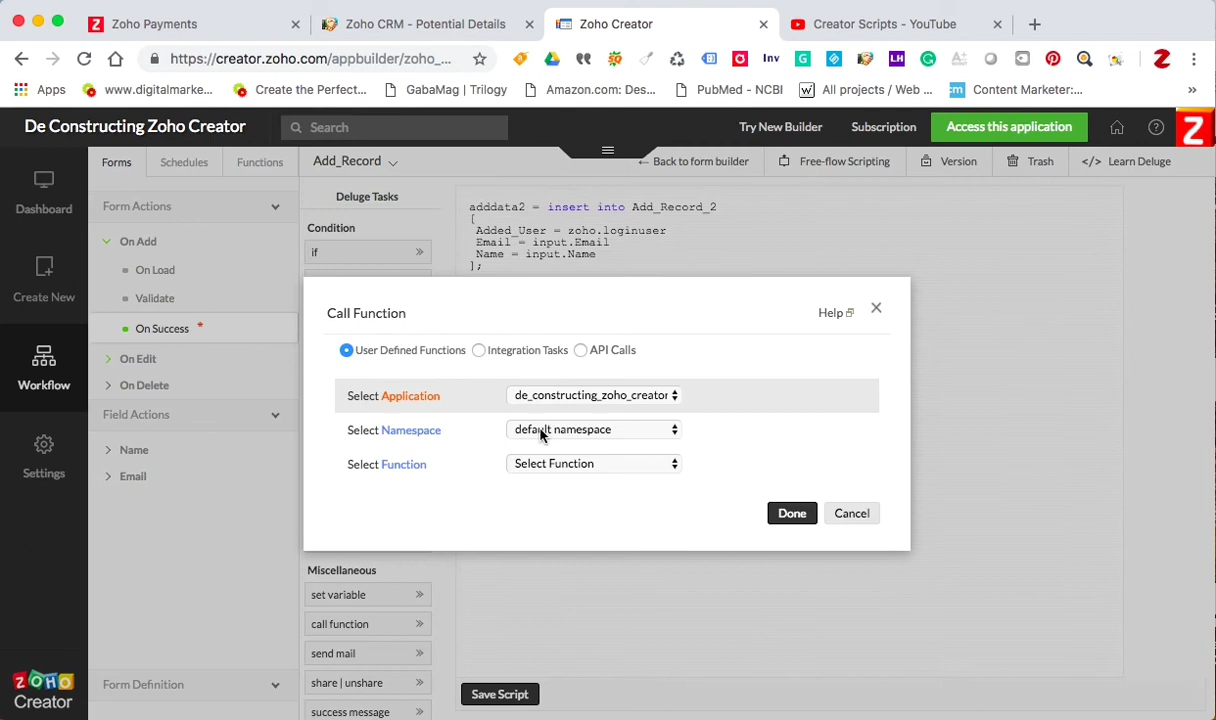 Zoho Payments
Zoho CRM - Potential Details
Zoho Creator
Creator Scripts - YouTube
https://creator.zoho.com/appbuilder/zoho_...
Inv
LH
Apps
www.digitalmarke...
Create the Perfect...
GabaMag | Trilogy
Amazon.com: Des...
PubMed - NCBI
All projects / Web ...
cm Content Marketer:...
De Constructing Zoho Creator
Search
Try New Builder
Subscription
Access this application
Forms
Schedules
Functions
Add_Record
← Back to form builder
Free-flow Scripting
Version
Trash
</> Learn Deluge
Dashboard
Create New
Workflow
Settings
ZOHO
Creator
Form Actions
On Add
On Load
Validate
On Success *
On Edit
On Delete
Field Actions
Name
Email
Form Definition
Deluge Tasks
Condition
if
adddata2 = insert into Add_Record_2
[
Added_User = zoho.loginuser
Email = input.Email
Name = input.Name
];
Call Function
Help
User Defined Functions
Integration Tasks
API Calls
Select Application
de_constructing_zoho_creator
Select Namespace
default namespace
Select Function
Select Function
Done
Cancel
Miscellaneous
set variable
call function
send mail
share | unshare
success message
Save Script